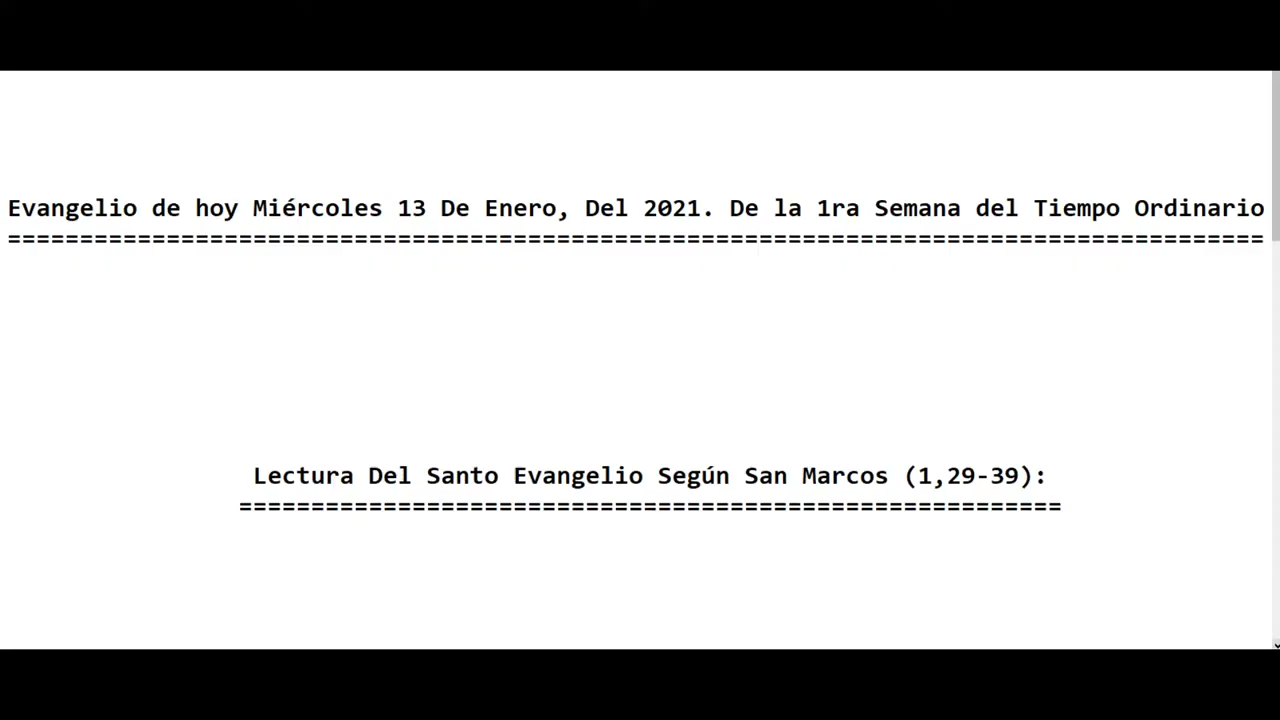 Evangelio de hoy Miércoles 13 De Enero, Del 2021. De la 1ra Semana del Tiempo Ordinario
=======================================================================================
Lectura Del Santo Evangelio Según San Marcos (1,29-39):
=========================================================